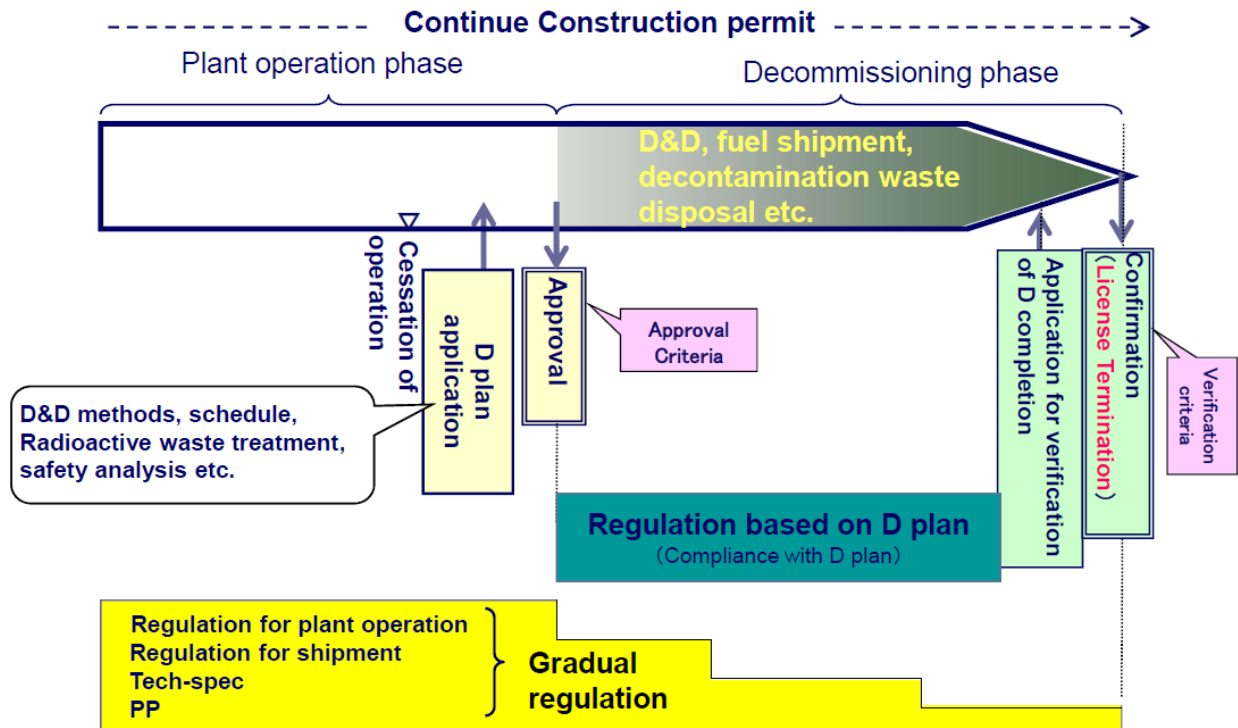 Continue Construction permit
Plant operation phase
Decommissioning phase
D&D, fuel shipment,
decontamination waste
disposal etc.
▽ Cessation of
operation
D plan
application
Approval
Approval
Criteria
Application for verification
of D completion
Confirmation
(License Termination)
Verification
criteria
D&D methods, schedule,
Radioactive waste treatment,
safety analysis etc.
Regulation based on D plan
(Compliance with D plan)
Regulation for plant operation
Regulation for shipment
Tech-spec
PP
Gradual
regulation